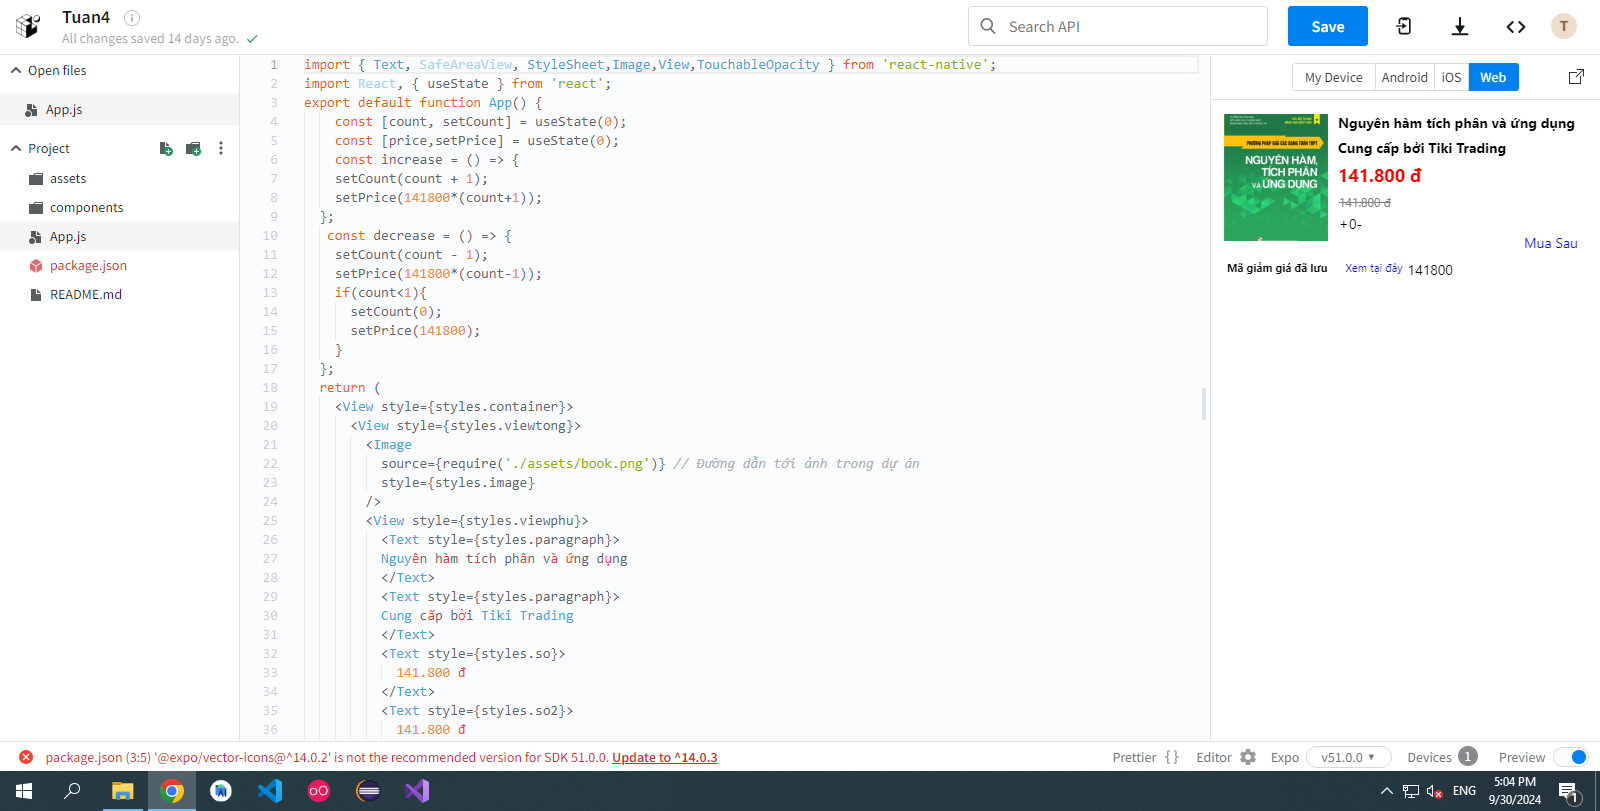 Tuan4
All changes saved 14 days ago.
Search API
Save
T
Open files
App.js
Project
assets
components
App.js
package.json
README.md
1 import { Text, SafeAreaView, StyleSheet,Image,View,TouchableOpacity } from 'react-native';
2 import React, { useState } from 'react';
3 export default function App() {
4 const [count, setCount] = useState(0);
5 const [price,setPrice] = useState(0);
6 const increase = () => {
7 setCount(count + 1);
8 setPrice(141800*(count+1));
9 };
10 const decrease = () => {
11 setCount(count - 1);
12 setPrice(141800*(count-1));
13 if(count<1){
14 setCount(0);
15 setPrice(141800);
16 }
17 };
18 return (
19 <View style={styles.container}>
20 <View style={styles.viewtong}>
21 <Image
22 source={require('./assets/book.png')} // Đường dẫn tới ảnh trong dự án
23 style={styles.image}
24 />
25 <View style={styles.viewphu}>
26 <Text style={styles.paragraph}>
27 Nguyên hàm tích phân và ứng dụng
28 </Text>
29 <Text style={styles.paragraph}>
30 Cung cấp bởi Tiki Trading
31 </Text>
32 <Text style={styles.so}>
33 141.800 đ
34 </Text>
35 <Text style={styles.so2}>
36 141.800 đ
My Device Android iOS Web
PHƯƠNG PHÁP GIẢI CÁC DẠNG TOÁN THPT
NGUYÊN HÀM,
TÍCH PHÂN
VÀ ỨNG DỤNG
Nguyên hàm tích phân và ứng dụng
Cung cấp bởi Tiki Trading
141.800 đ
141.800 đ
+0-
Mua Sau
Mã giảm giá đã lưu Xem tại đây 141800
package.json (3:5) '@expo/vector-icons@^14.0.2' is not the recommended version for SDK 51.0.0. Update to ^14.0.3
Prettier { } Editor Expo v51.0.0 Devices 1 Preview
ENG
5:04 PM
9/30/2024
1